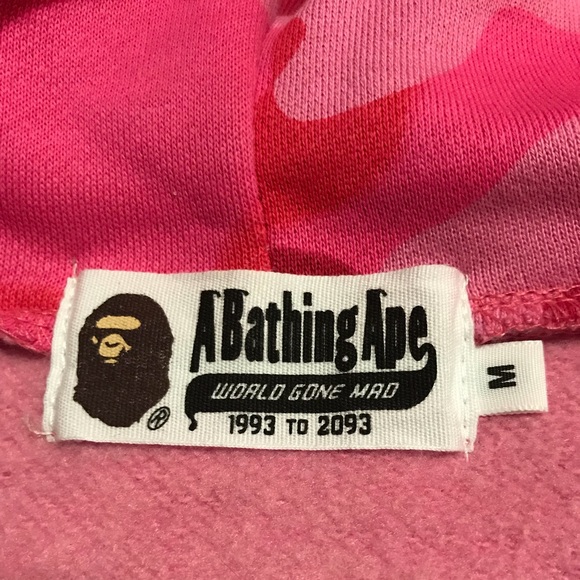 A Bathing Ape
WORLD GONE MAD
1993 TO 2093
®
M